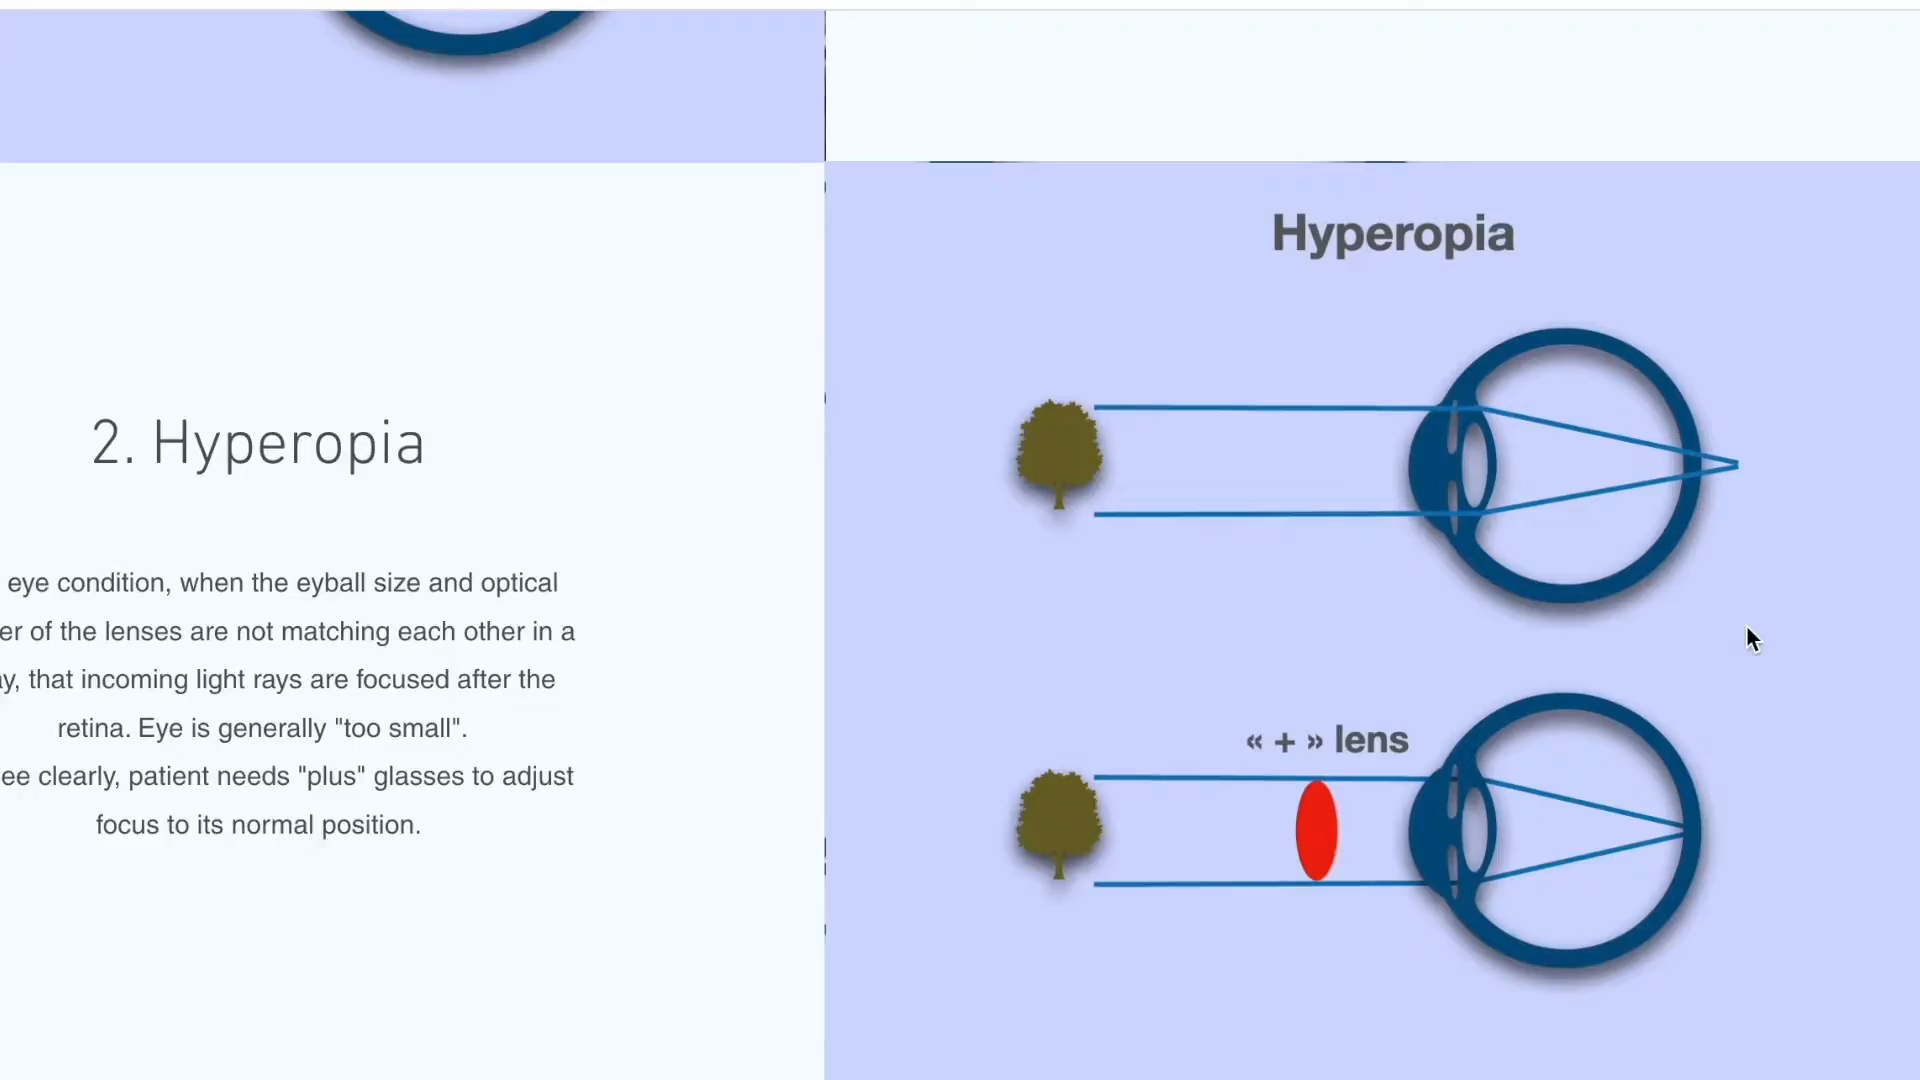 2. Hyperopia
eye condition, when the eyball size and optical
of the lenses are not matching each other in a
that incoming light rays are focused after the
retina. Eye is generally "too small".
clearly, patient needs "plus" glasses to adjust
focus to its normal position.
Hyperopia
« + » lens